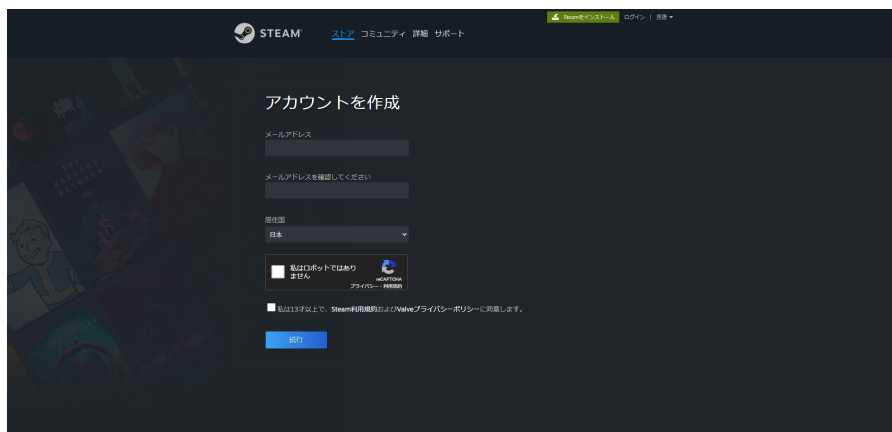 Steamをインストール ログイン | 言語
STEAM ストア コミュニティ 詳細 サポート
アカウントを作成
メールアドレス
メールアドレスを確認してください
居住国
日本
私はロボットではあり
ません
reCAPTCHA
プライバシー - 利用規約
私は13才以上で、Steam利用規約およびValveプライバシーポリシーに同意します。
続行